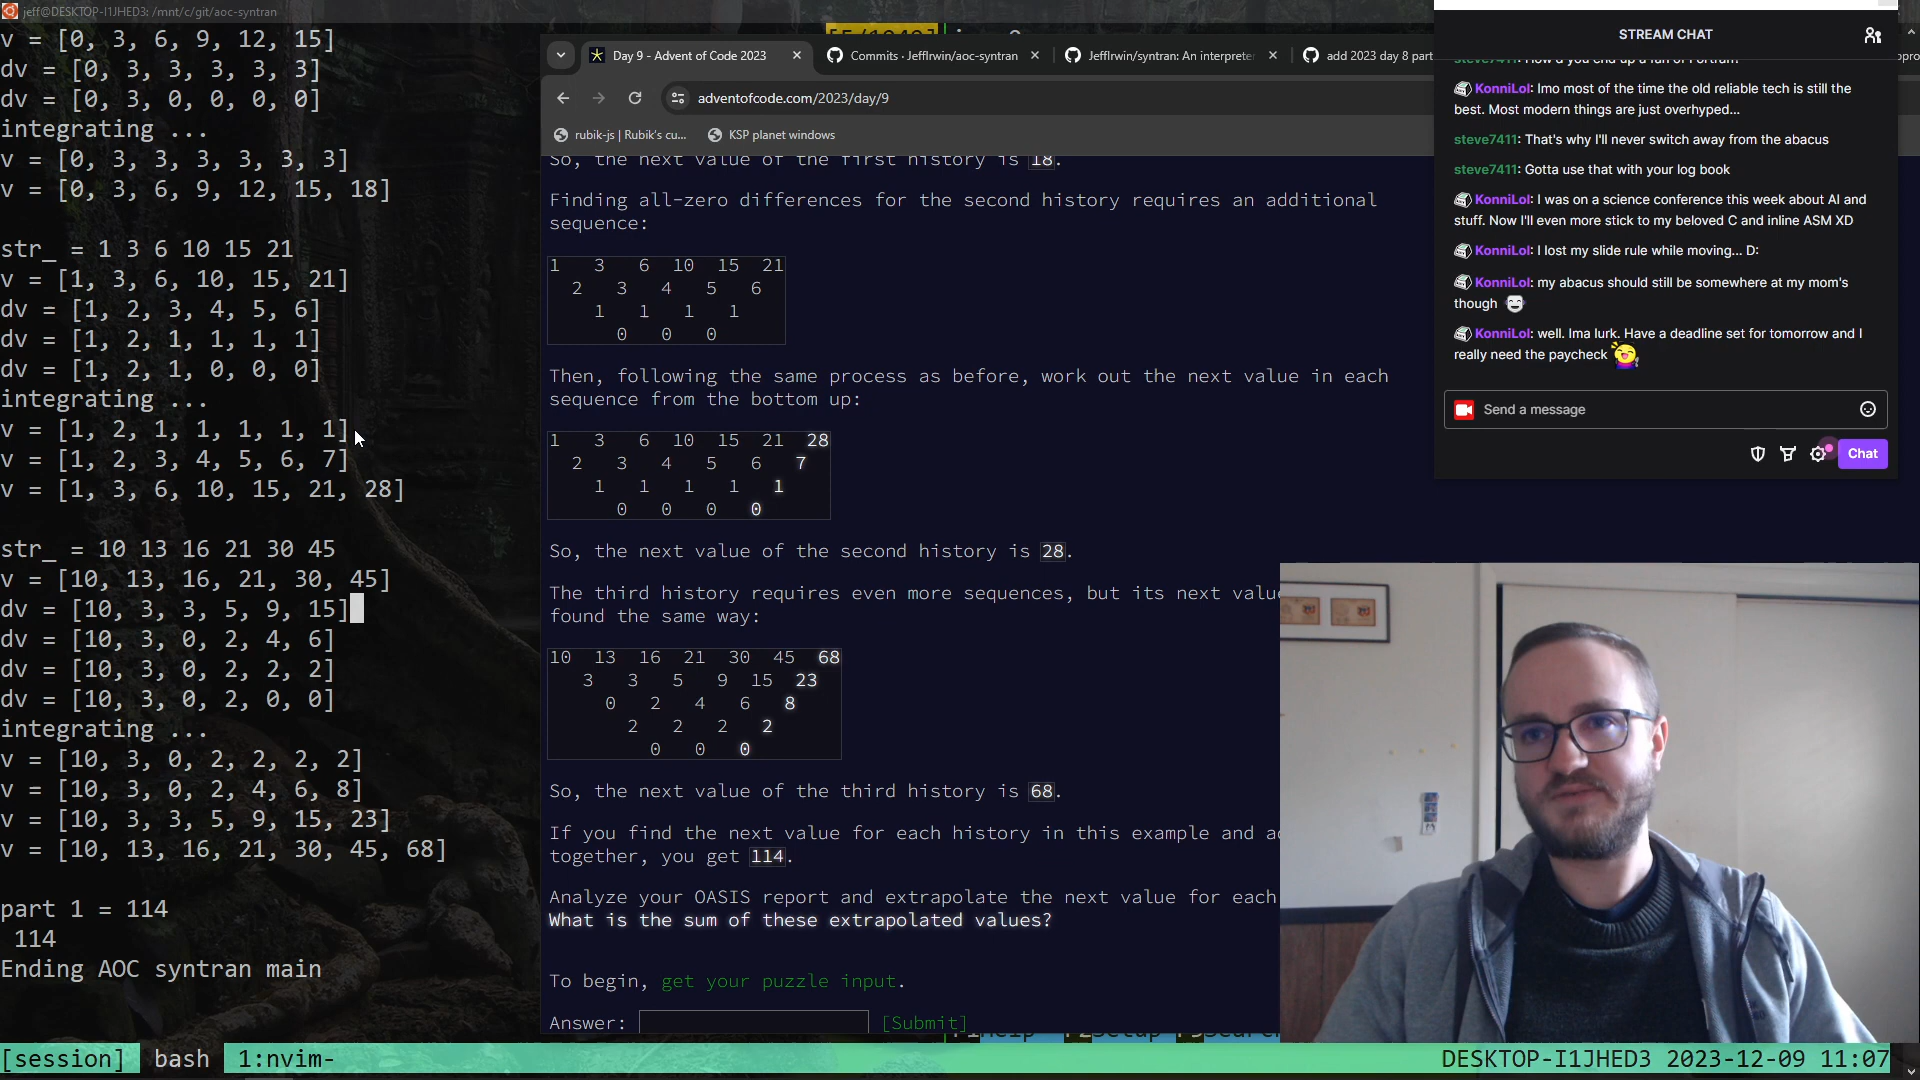 jeff@DESKTOP-I1JHED3: /mnt/c/git/aoc-syntran
v = [0, 3, 6, 9, 12, 15]
dv = [0, 3, 3, 3, 3, 3]
dv = [0, 3, 0, 0, 0, 0]
integrating ...
v = [0, 3, 3, 3, 3, 3, 3]
v = [0, 3, 6, 9, 12, 15, 18]
str_ = 1 3 6 10 15 21
v = [1, 3, 6, 10, 15, 21]
dv = [1, 2, 3, 4, 5, 6]
dv = [1, 2, 1, 1, 1, 1]
dv = [1, 2, 1, 0, 0, 0]
integrating ...
v = [1, 2, 1, 1, 1, 1, 1]
v = [1, 2, 3, 4, 5, 6, 7]
v = [1, 3, 6, 10, 15, 21, 28]
str_ = 10 13 16 21 30 45
v = [10, 13, 16, 21, 30, 45]
dv = [10, 3, 3, 5, 9, 15]
dv = [10, 3, 0, 2, 4, 6]
dv = [10, 3, 0, 2, 2, 2]
dv = [10, 3, 0, 2, 0, 0]
integrating ...
v = [10, 3, 0, 2, 2, 2, 2]
v = [10, 3, 0, 2, 4, 6, 8]
v = [10, 3, 3, 5, 9, 15, 23]
v = [10, 13, 16, 21, 30, 45, 68]
part 1 = 114
114
Ending AOC syntran main
Day 9 - Advent of Code 2023
Commits · JeffIrwin/aoc-syntran
JeffIrwin/syntran: An interpreter
add 2023 day 8 part
adventofcode.com/2023/day/9
rubik-js | Rubik's cu...
KSP planet windows
So, the next value of the first history is 18.
Finding all-zero differences for the second history requires an additional
sequence:
1 3 6 10 15 21
2 3 4 5 6
1 1 1 1
0 0 0
Then, following the same process as before, work out the next value in each
sequence from the bottom up:
1 3 6 10 15 21 28
2 3 4 5 6 7
1 1 1 1 1
0 0 0 0
So, the next value of the second history is 28.
The third history requires even more sequences, but its next value
found the same way:
10 13 16 21 30 45 68
3 3 5 9 15 23
0 2 4 6 8
2 2 2 2
0 0 0
So, the next value of the third history is 68.
If you find the next value for each history in this example and
together, you get 114.
Analyze your OASIS report and extrapolate the next value for each
What is the sum of these extrapolated values?
To begin, get your puzzle input.
Answer:
[Submit]
STREAM CHAT
KonniLol: Imo most of the time the old reliable tech is still the
best. Most modern things are just overhyped...
steve7411: That's why I'll never switch away from the abacus
steve7411: Gotta use that with your log book
KonniLol: I was on a science conference this week about AI and
stuff. Now I'll even more stick to my beloved C and inline ASM XD
KonniLol: I lost my slide rule while moving... D:
KonniLol: my abacus should still be somewhere at my mom's
though
KonniLol: well. Ima lurk. Have a deadline set for tomorrow and I
really need the paycheck
Send a message
Chat
[session] bash 1:nvim-
DESKTOP-I1JHED3 2023-12-09 11:07